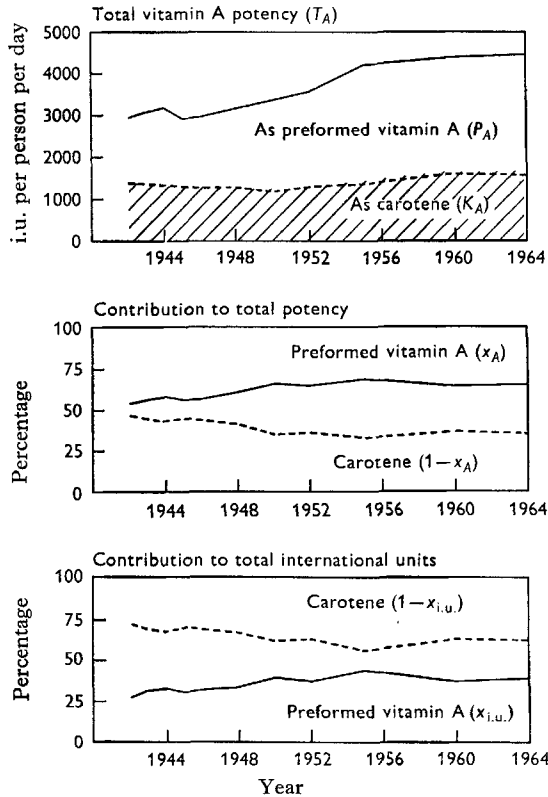 Total vitamin A potency (T_A)
i.u. per person per day
5000
4000
3000
2000
1000
0
As preformed vitamin A (P_A)
As carotene (K_A)
1944 1948 1952 1956 1960 1964
Contribution to total potency
Percentage
100
75
50
25
0
Preformed vitamin A (x_A)
Carotene (1–x_A)
1944 1948 1952 1956 1960 1964
Contribution to total international units
Percentage
100
75
50
25
0
Carotene (1–x_i.u.)
Preformed vitamin A (x_i.u.)
1944 1948 1952 1956 1960 1964
Year